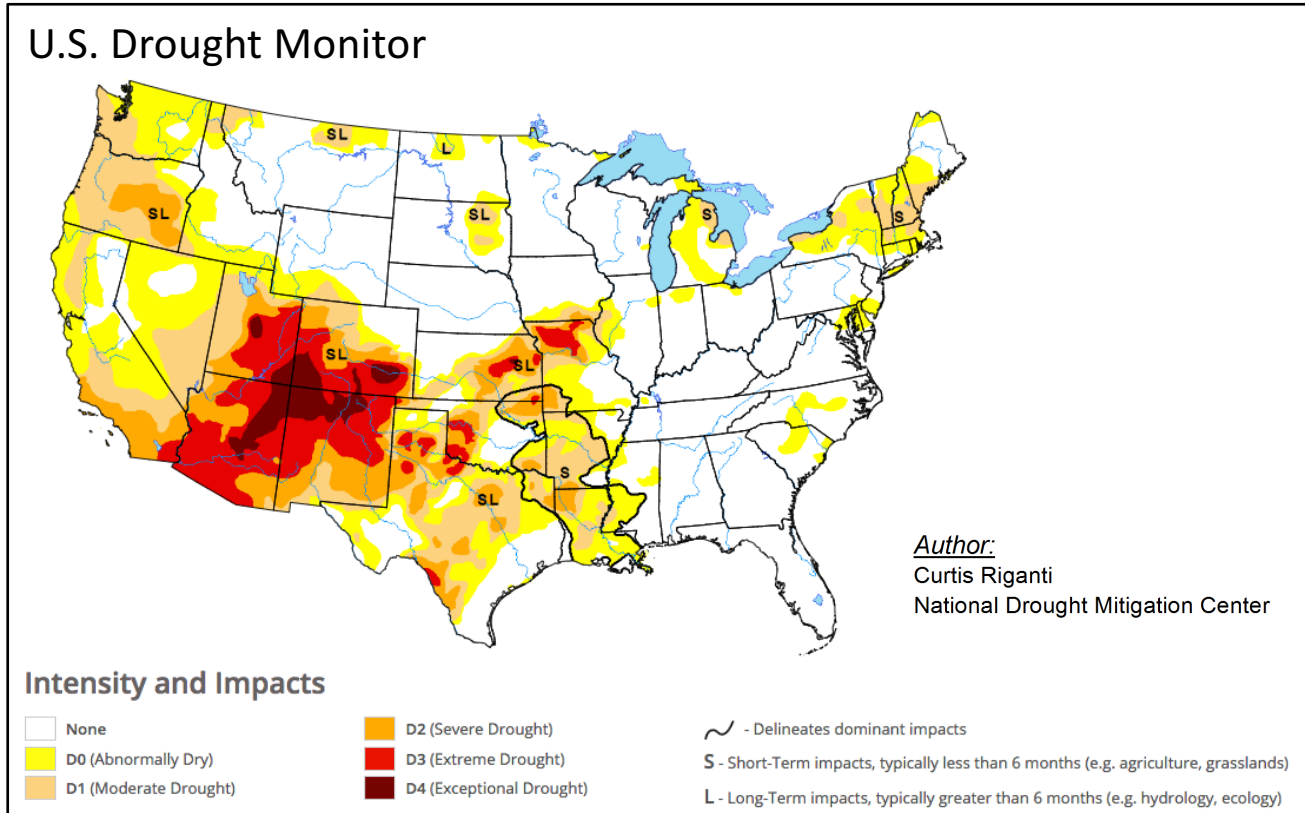 U.S. Drought Monitor
SL
L
SL
SL
S
S
SL
SL
S
SL
Author:
Curtis Riganti
National Drought Mitigation Center
Intensity and Impacts
None
D0 (Abnormally Dry)
D1 (Moderate Drought)
D2 (Severe Drought)
D3 (Extreme Drought)
D4 (Exceptional Drought)
- Delineates dominant impacts
S - Short-Term impacts, typically less than 6 months (e.g. agriculture, grasslands)
L - Long-Term impacts, typically greater than 6 months (e.g. hydrology, ecology)